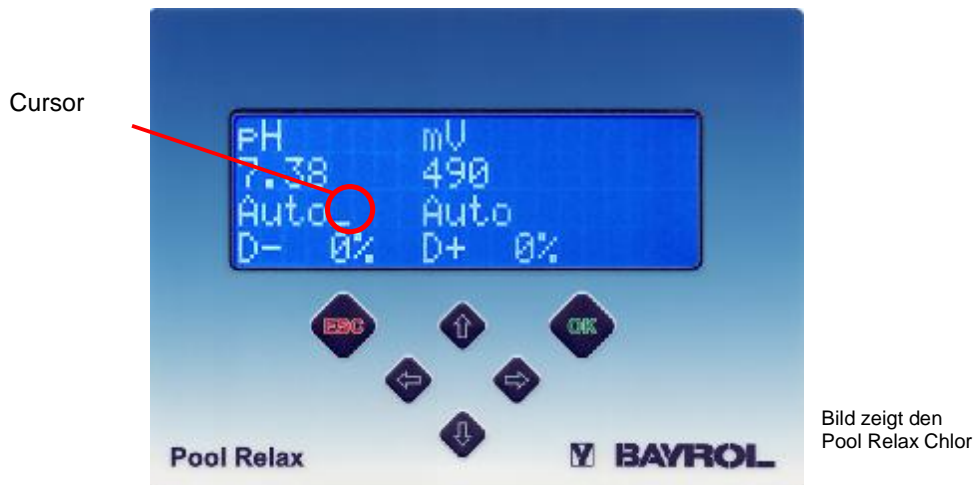 Cursor
pH mV
7.38 490
Auto_ Auto
D- 0% D+ 0%
ESC OK
Bild zeigt den
Pool Relax Chlor
Pool Relax BAYROL